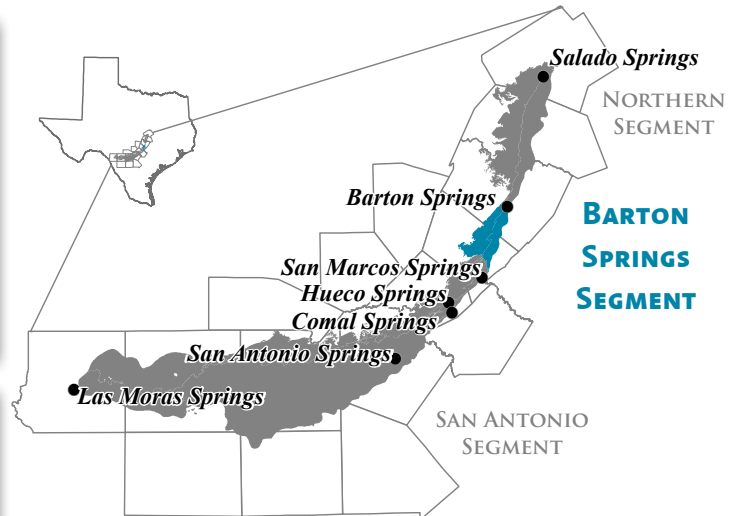 Salado Springs
NORTHERN
SEGMENT
Barton Springs
BARTON
SPRINGS
SEGMENT
San Marcos Springs
Hueco Springs
Comal Springs
San Antonio Springs
Las Moras Springs
SAN ANTONIO
SEGMENT